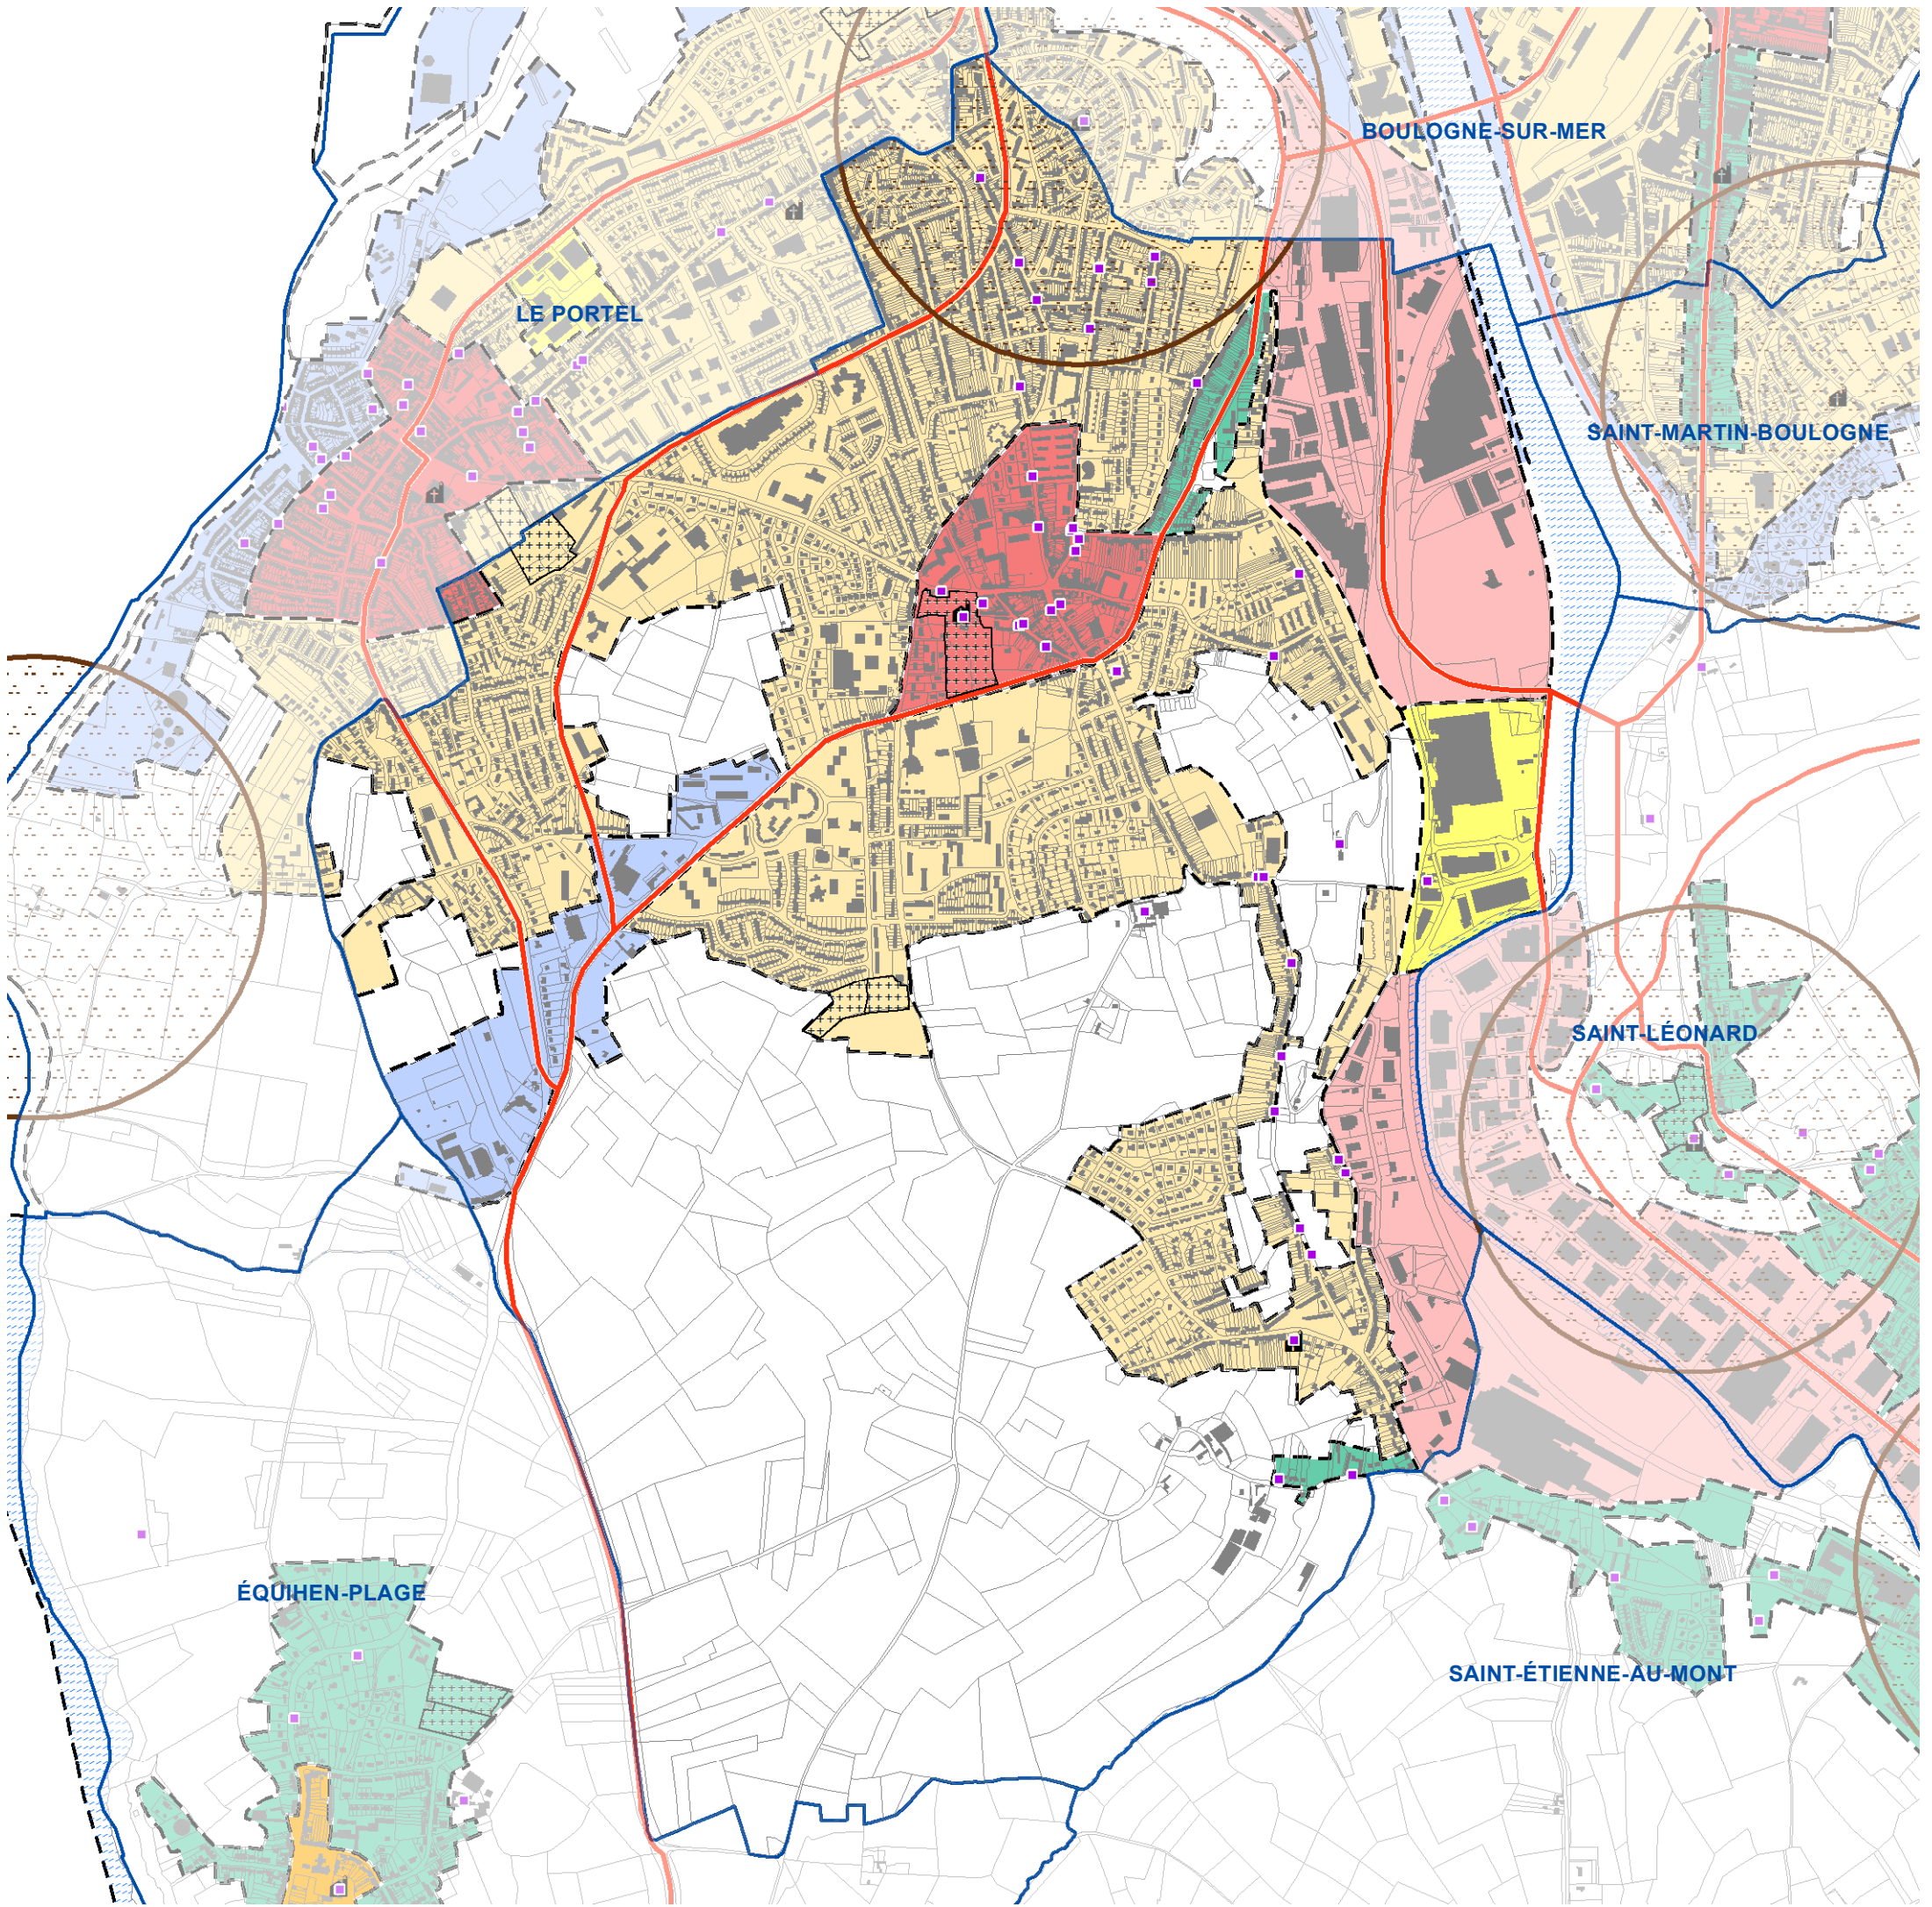 BOULOGNE-SUR-MER
LE PORTEL
SAINT-MARTIN-BOULOGNE
SAINT-LÉONARD
ÉQUIHEN-PLAGE
SAINT-ÉTIENNE-AU-MONT